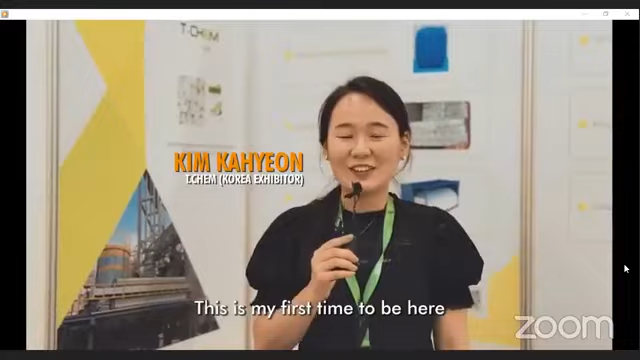 T-CHEM
KIM KAHYEON
T.CHEM (KOREA EXHIBITOR)
This is my first time to be here
zoom